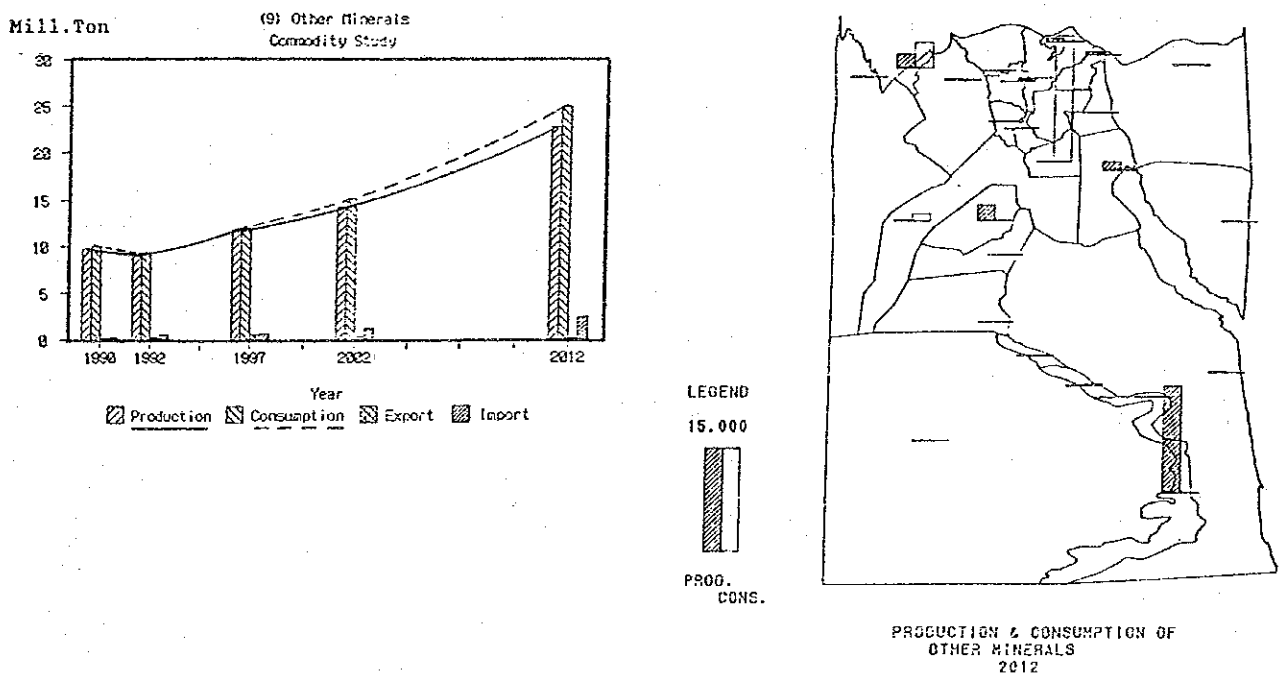 Mill.Ton
(9) Other Minerals
Commodity Study
30
25
20
15
10
5
0
1990 1992 1997 2002 2012
Year
Production Consumption Export Import
LEGEND
15.000
PROD.
CONS.
PRODUCTION & CONSUMPTION OF
OTHER MINERALS
2012